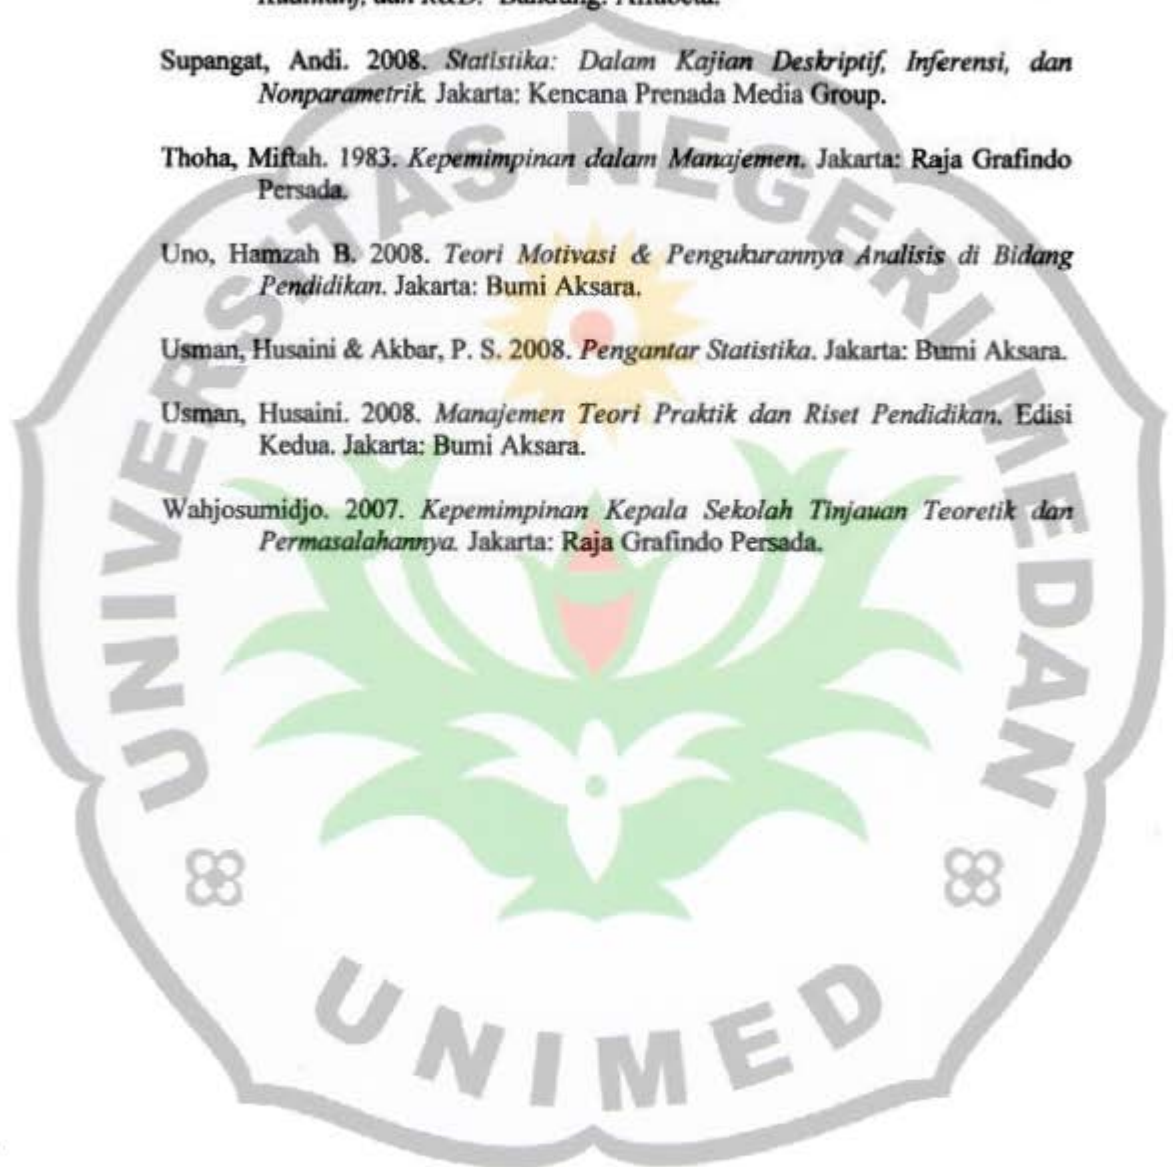 dan R&D. Bandung: Alfabeta.
Supangat, Andi. 2008. Statistika: Dalam Kajian Deskriptif, Inferensi, dan
Nonparametrik. Jakarta: Kencana Prenada Media Group.
Thoha, Miftah. 1983. Kepemimpinan dalam Manajemen. Jakarta: Raja Grafindo
Persada.
Uno, Hamzah B. 2008. Teori Motivasi & Pengukurannya Analisis di Bidang
Pendidikan. Jakarta: Bumi Aksara.
Usman, Husaini & Akbar, P. S. 2008. Pengantar Statistika. Jakarta: Bumi Aksara.
Usman, Husaini. 2008. Manajemen Teori Praktik dan Riset Pendidikan. Edisi
Kedua. Jakarta: Bumi Aksara.
Wahjosumidjo. 2007. Kepemimpinan Kepala Sekolah Tinjauan Teoretik dan
Permasalahannya. Jakarta: Raja Grafindo Persada.
UNIVERSITAS NEGERI MEDAN
UNIMED